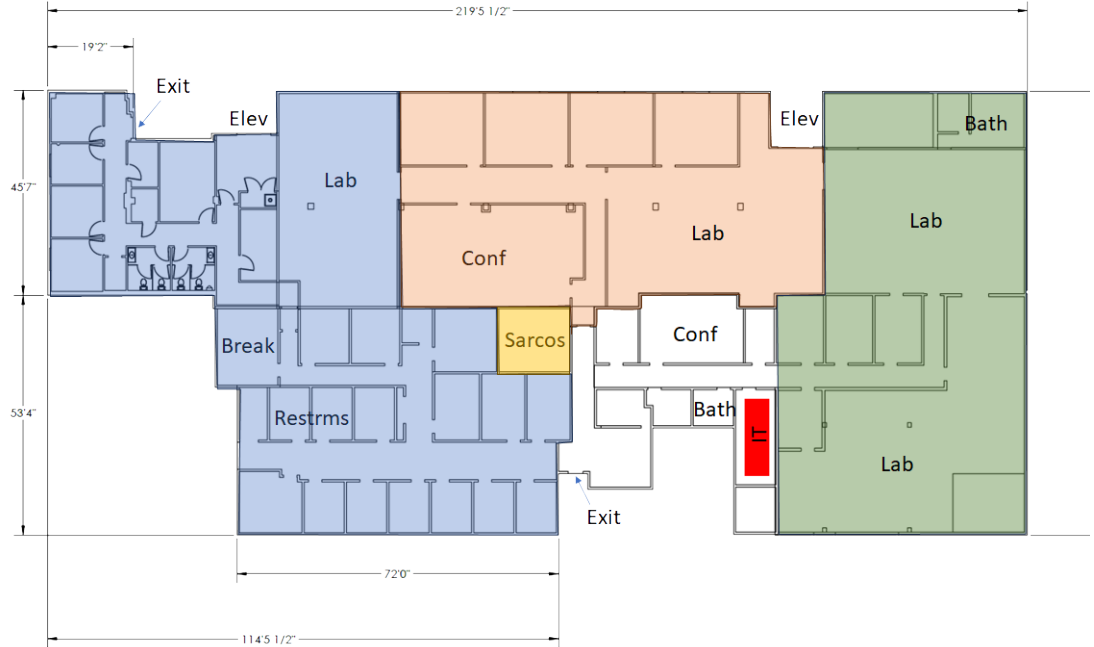 219'5 1/2"
19'2"
Exit
Elev
Elev
Bath
Lab
45'7"
Lab
Lab
Conf
Conf
Sarcos
Break
Bath
Restrms
53'4"
IT
Lab
Exit
72'0"
114'5 1/2"